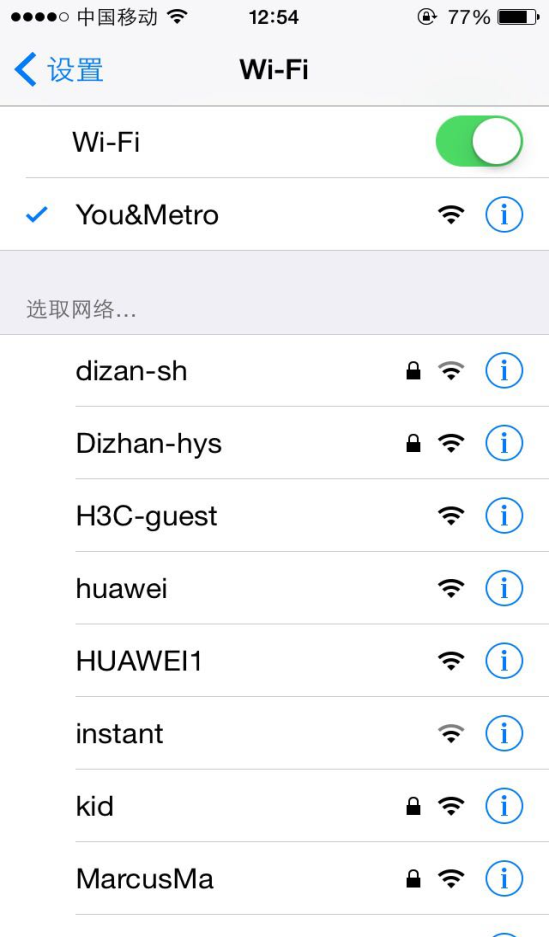 中国移动 12:54 77%
设置 Wi-Fi
Wi-Fi
You&Metro
选取网络...
dizan-sh
Dizhan-hys
H3C-guest
huawei
HUAWEI1
instant
kid
MarcusMa